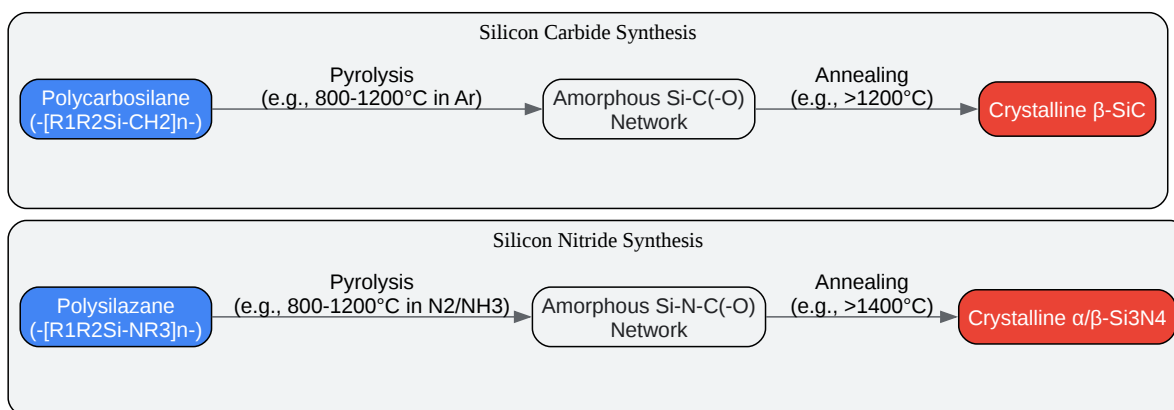 Silicon Carbide Synthesis
Polycarbosilane
(-[R1R2Si-CH2]n-)
Pyrolysis
(e.g., 800-1200°C in Ar)
Amorphous Si-C(-O)
Network
Annealing
(e.g., >1200°C)
Crystalline β-SiC
Silicon Nitride Synthesis
Polysilazane
(-[R1R2Si-NR3]n-)
Pyrolysis
(e.g., 800-1200°C in N2/NH3)
Amorphous Si-N-C(-O)
Network
Annealing
(e.g., >1400°C)
Crystalline α/β-Si3N4